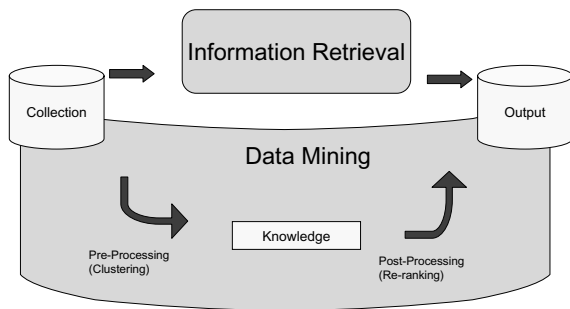 Information Retrieval
Collection
Output
Data Mining
Knowledge
Pre-Processing
(Clustering)
Post-Processing
(Re-ranking)